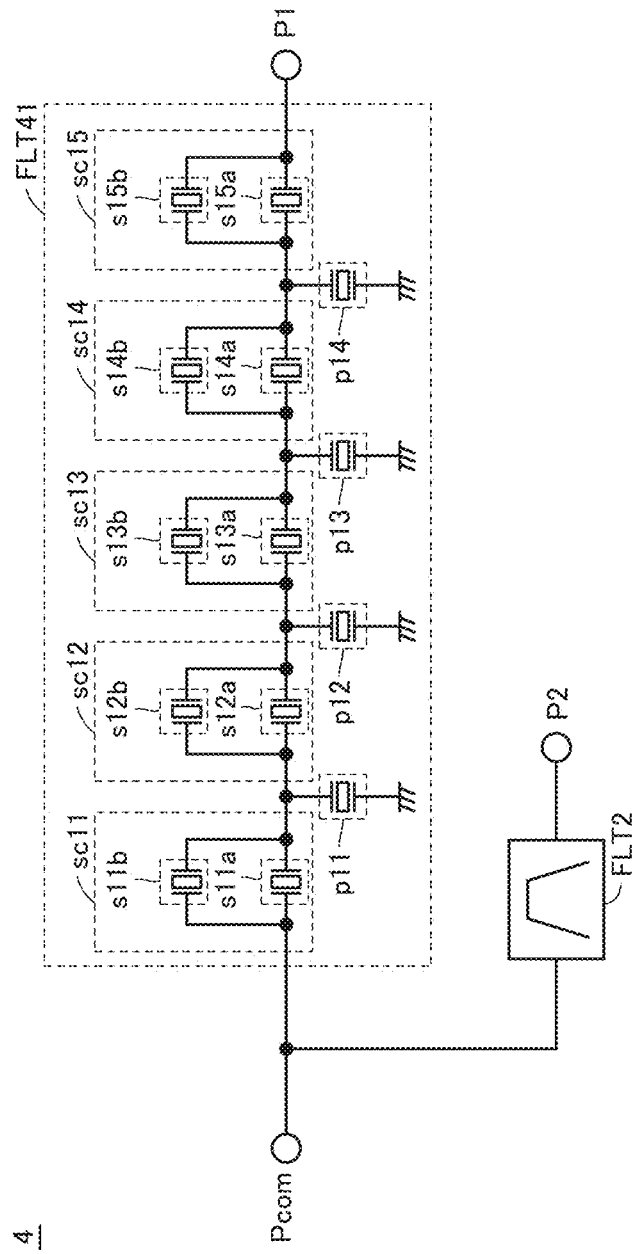 4
FLT41
sc11
sc12
sc13
sc14
sc15
s11b
s12b
s13b
s14b
s15b
s11a
s12a
s13a
s14a
s15a
Pcom
P1
p11
p12
p13
p14
P2
FLT2